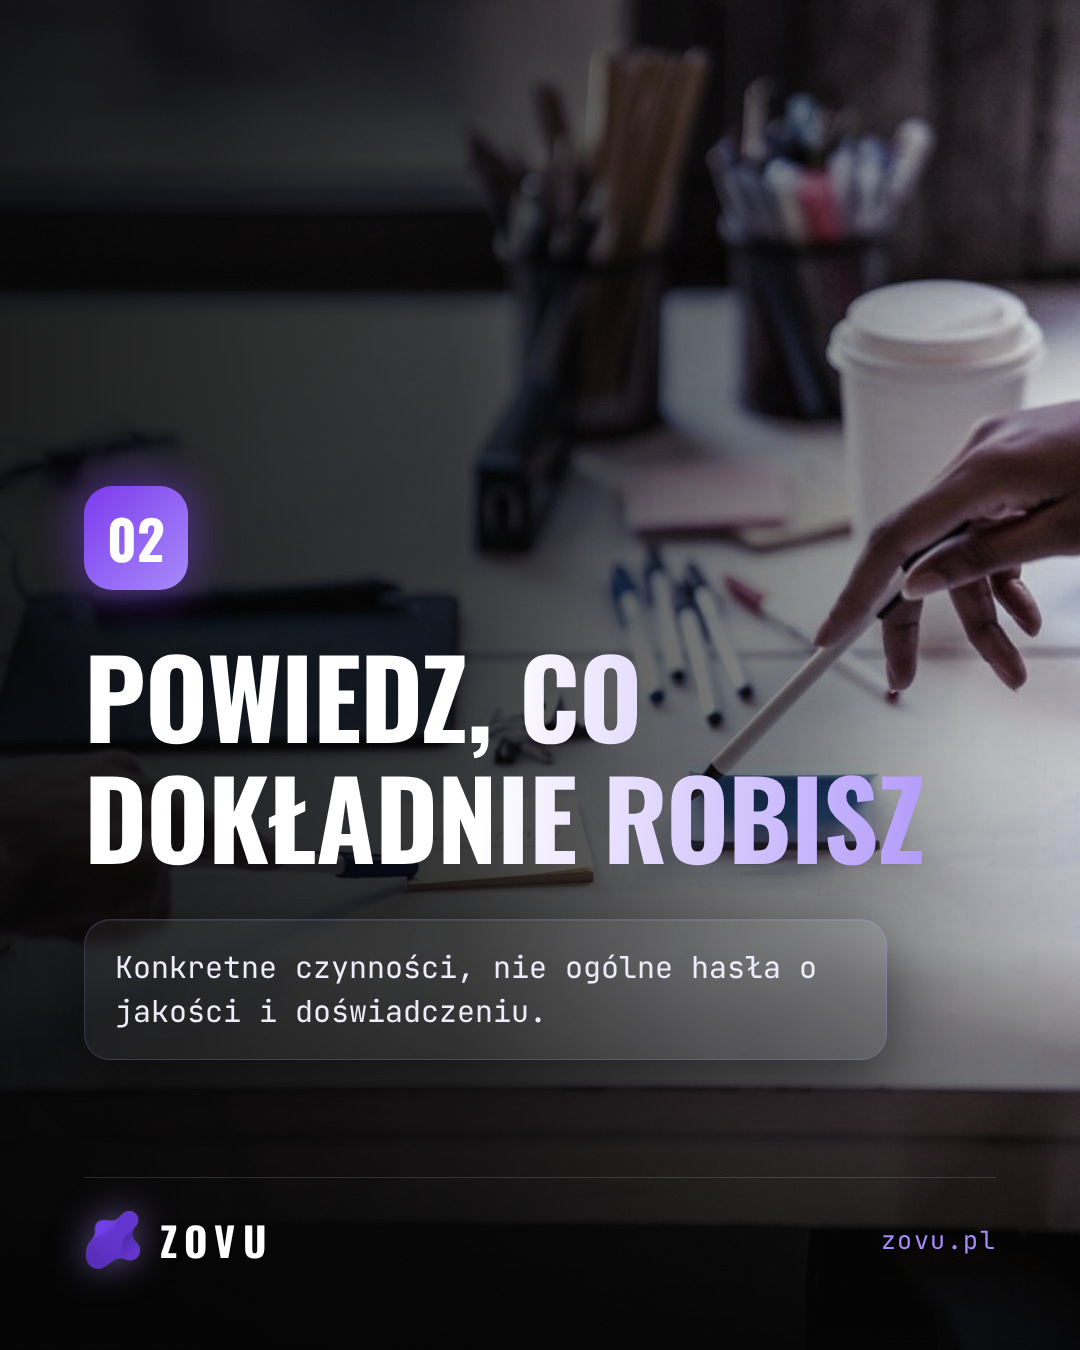 02
POWIEDZ, CO
DOKŁADNIE ROBISZ
Konkretne czynności, nie ogólne hasła o
jakości i doświadczeniu.
ZOVU
zovu.pl